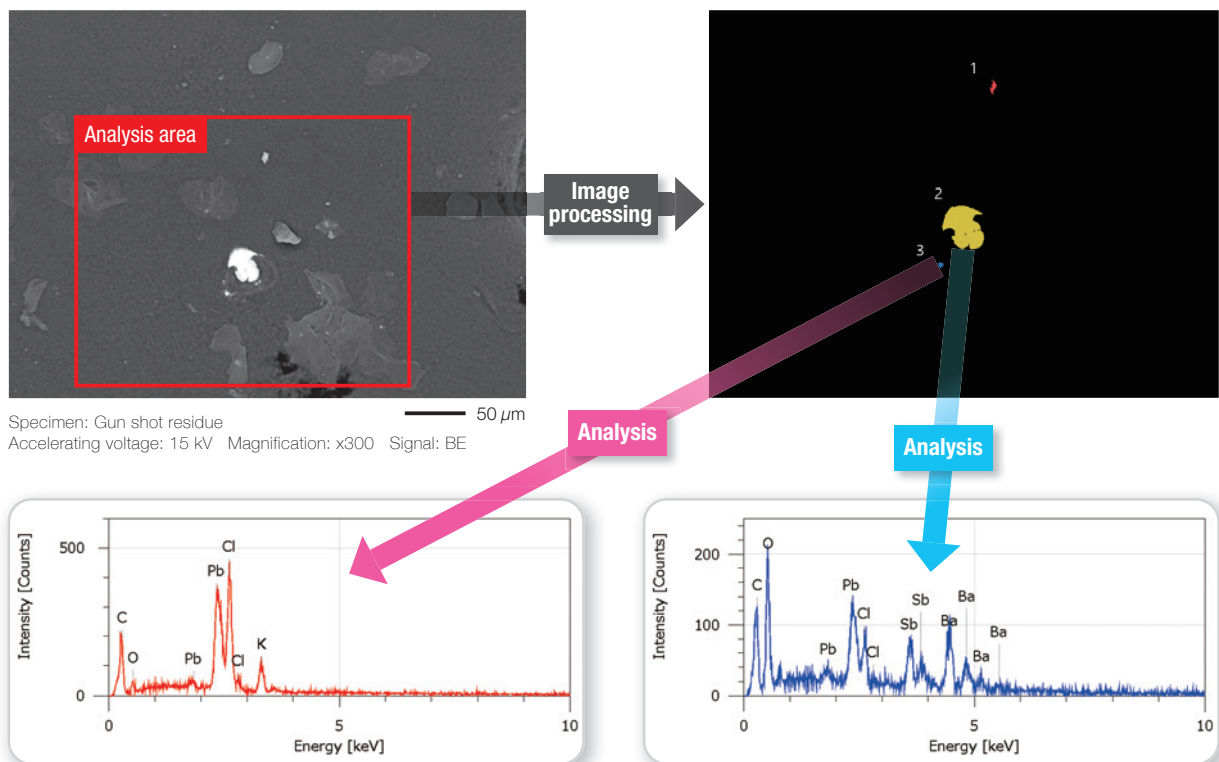 Analysis area
Image
processing
1
2
3
50 µm
Specimen: Gun shot residue
Accelerating voltage: 15 kV Magnification: x300 Signal: BE
Analysis
Analysis
Intensity [Counts]
500
0
C
O
Pb
Pb
Cl
Cl
K
0
5
10
Energy [keV]
Intensity [Counts]
200
100
0
C
O
Pb
Pb
Cl
Cl
Sb
Sb
Ba
Ba
Ba
Ba
0
5
10
Energy [keV]